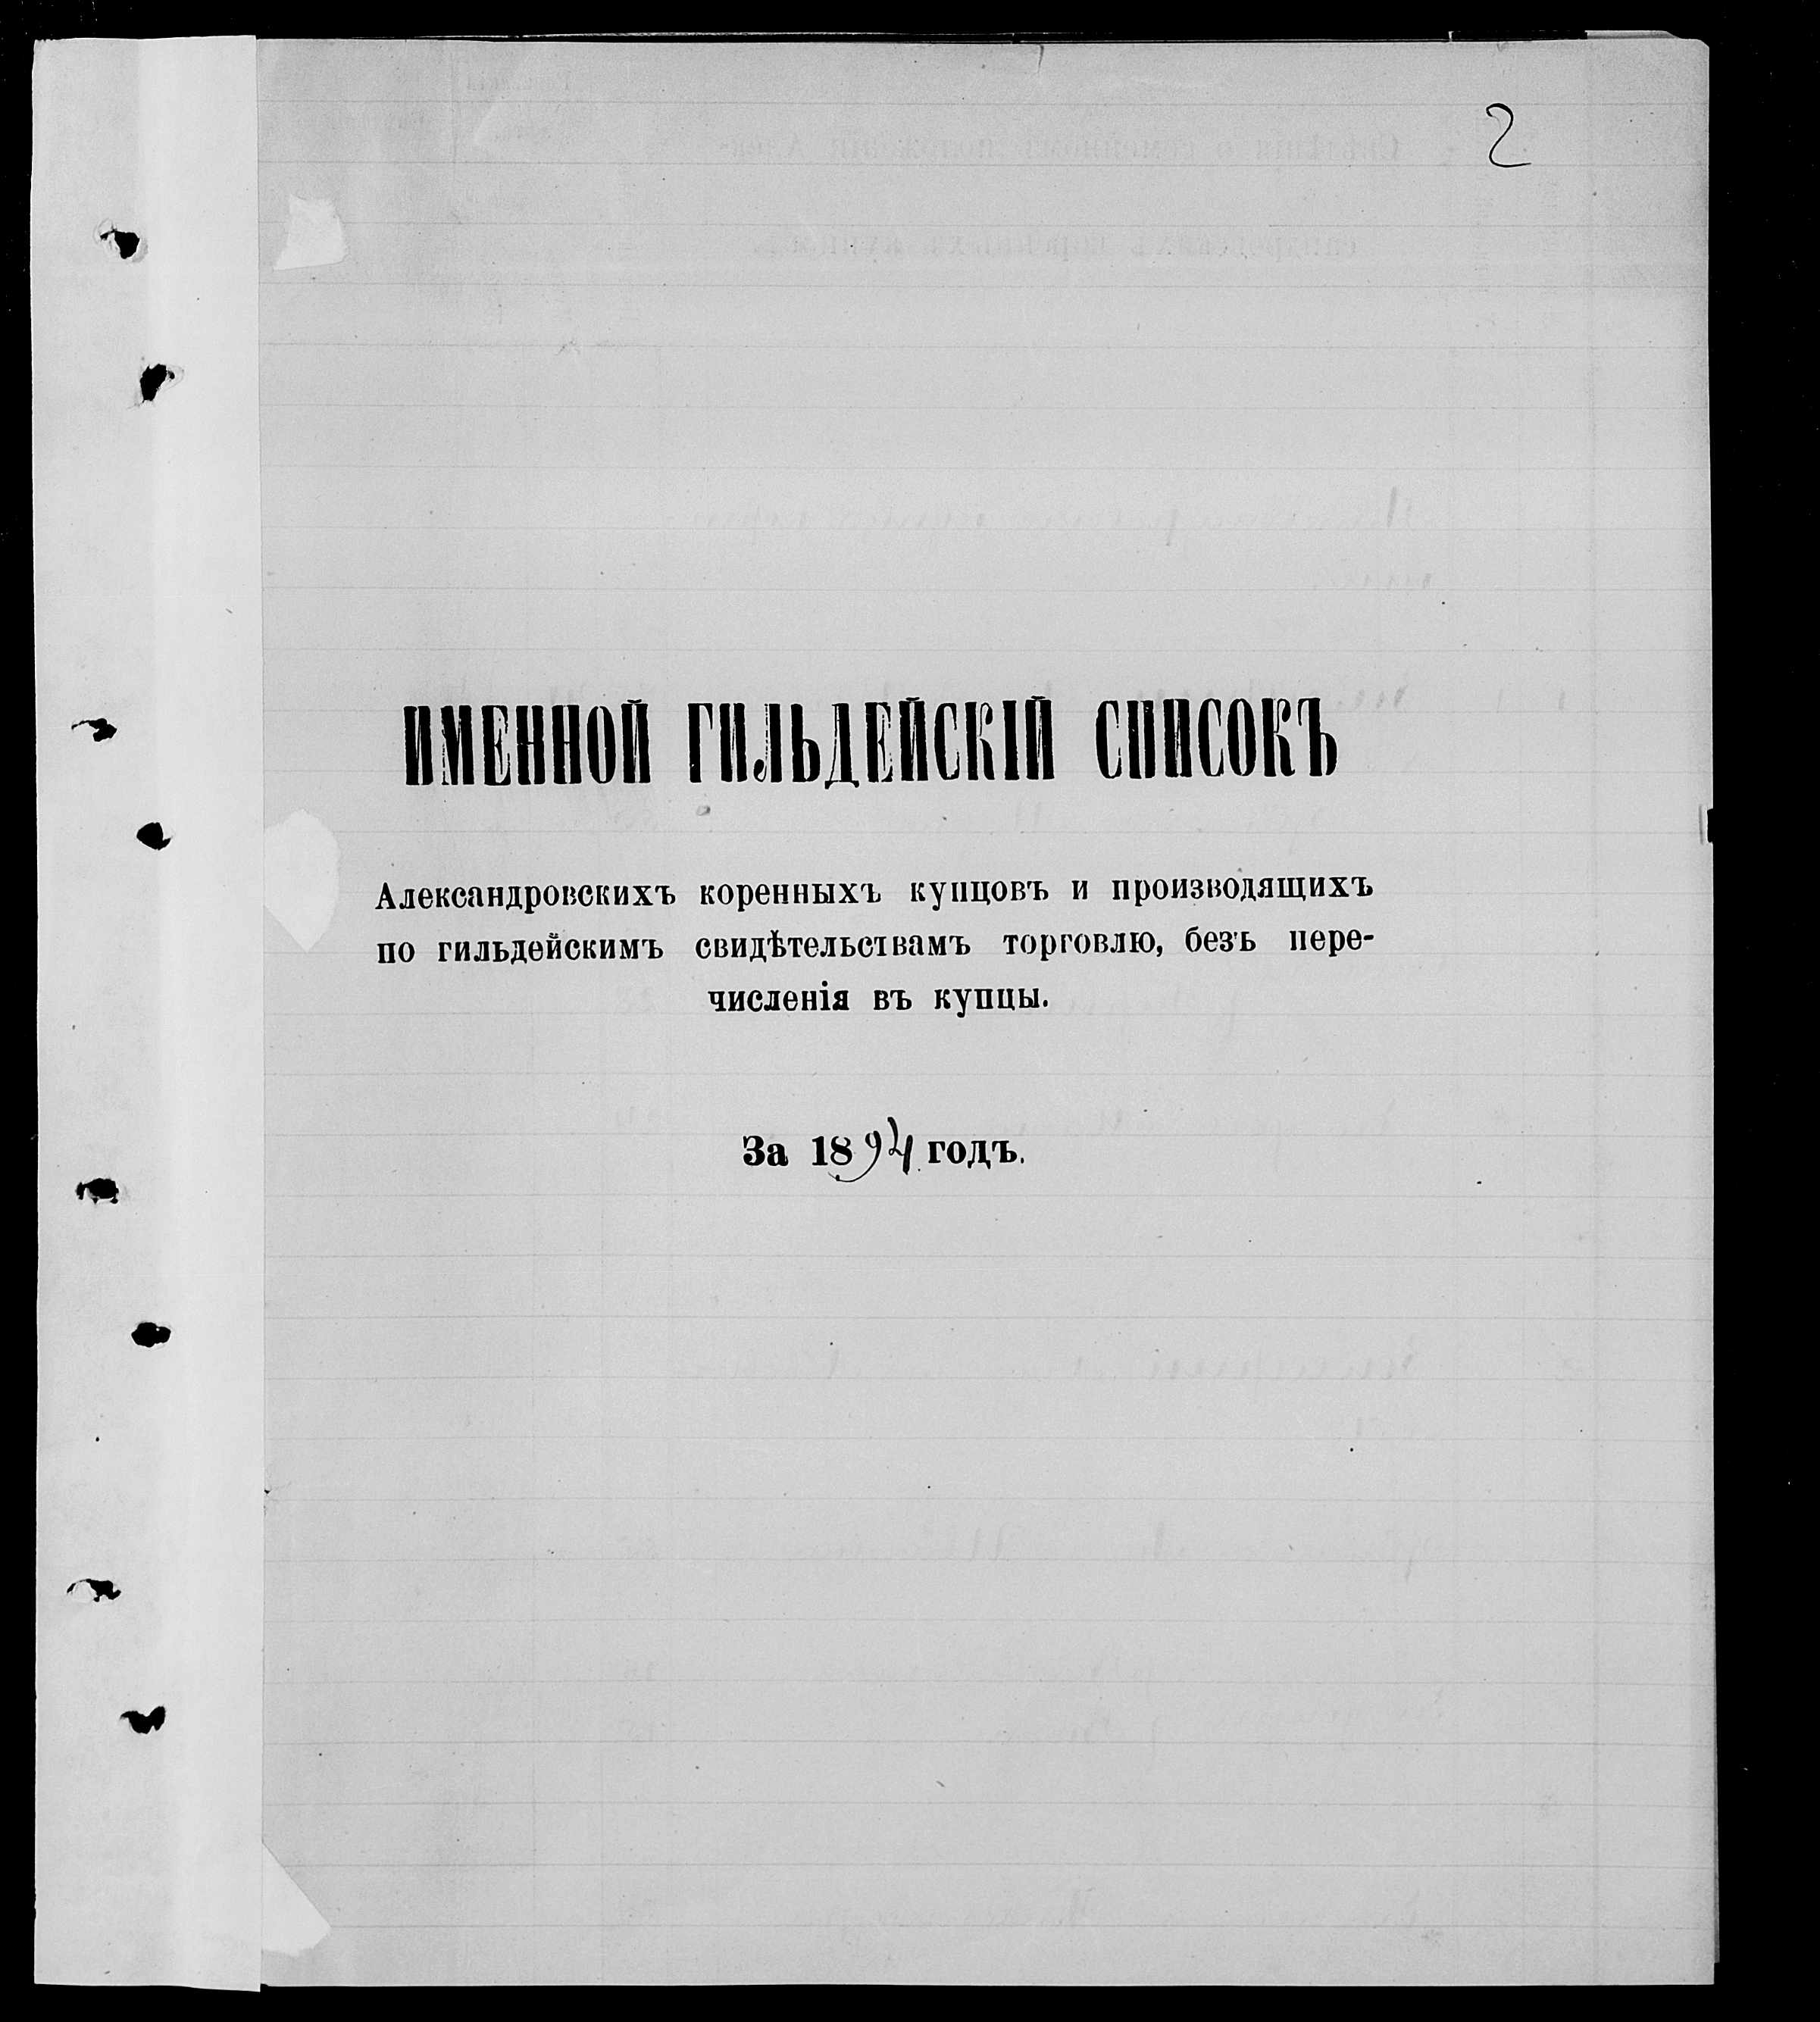 2
ИМЕННОЙ ГИЛЬДЕЙСКІЙ СПИСОКЪ
Александровскихъ коренныхъ купцовъ и производящихъ
по гильдейскимъ свидѣтельствамъ торговлю, безъ пере-
численія въ купцы.
За 1894 годъ.